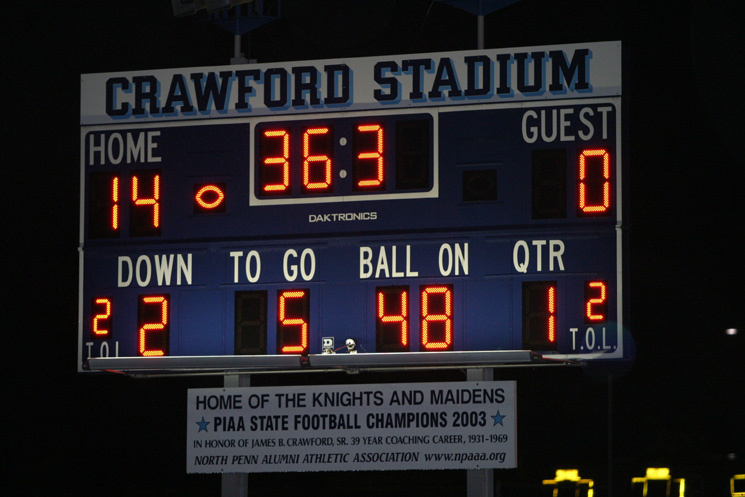 CRAWFORD STADIUM
HOME 36:3 GUEST
14 0
DAKTRONICS
DOWN TO GO BALL ON QTR
2 2 5 48 1 2
T.O.L. T.O.L.
D
HOME OF THE KNIGHTS AND MAIDENS
PIAA STATE FOOTBALL CHAMPIONS 2003
IN HONOR OF JAMES B. CRAWFORD, SR. 39 YEAR COACHING CAREER, 1931-1969
NORTH PENN ALUMNI ATHLETIC ASSOCIATION www.npaaa.org